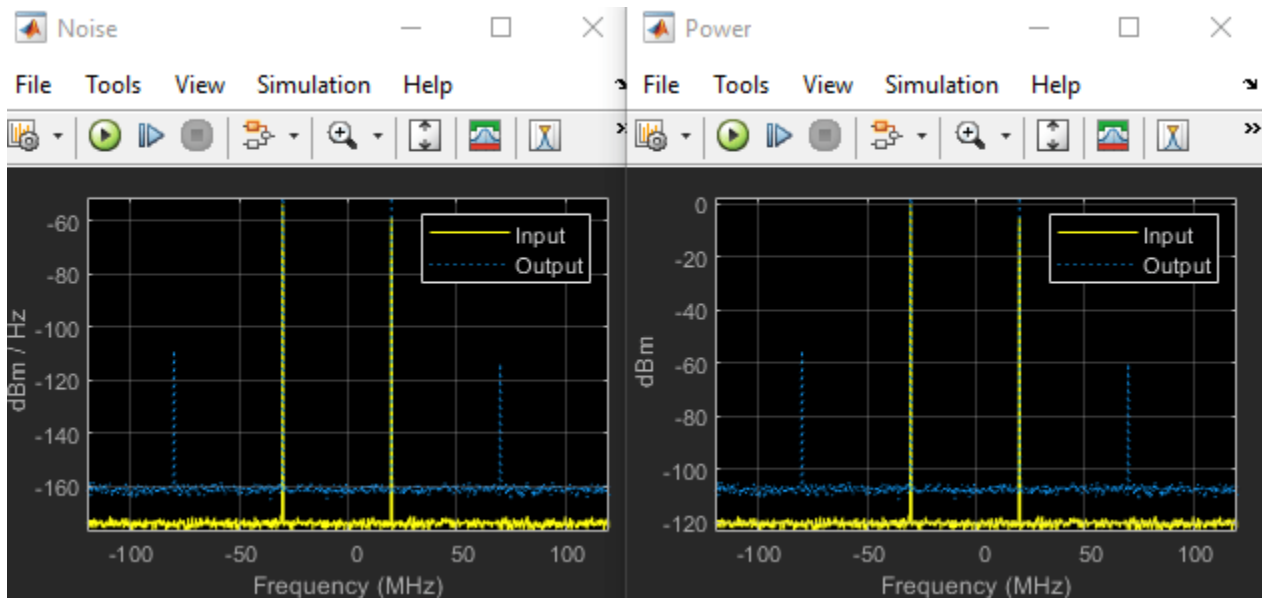 Noise
File Tools View Simulation Help
-60
-80
-100
-120
-140
-160
dBm / Hz
Input
Output
-100 -50 0 50 100
Frequency (MHz)
Power
File Tools View Simulation Help
0
-20
-40
-60
-80
-100
-120
dBm
Input
Output
-100 -50 0 50 100
Frequency (MHz)